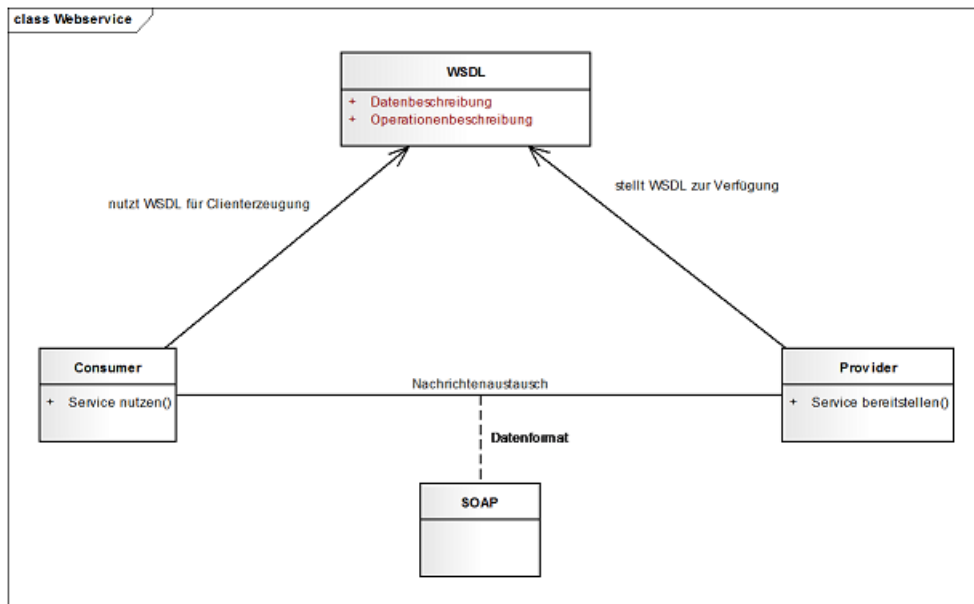 class Webservice
WSDL
+ Datenbeschreibung
+ Operationenbeschreibung
nutzt WSDL für Clienterzeugung
stellt WSDL zur Verfügung
Consumer
+ Service nutzen()
Nachrichtenaustausch
Provider
+ Service bereitstellen()
Datenformat
SOAP